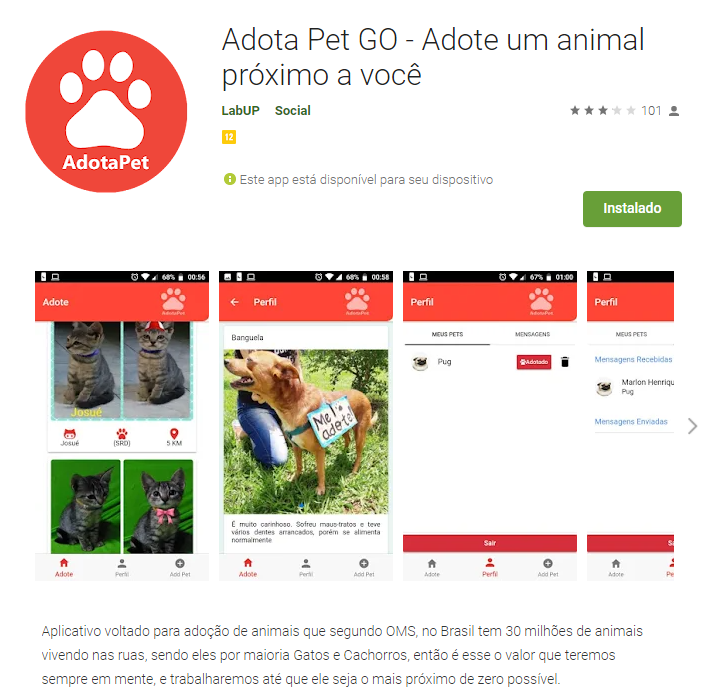 Adota Pet GO - Adote um animal
próximo a você
LabUP Social
101
12
Este app está disponível para seu dispositivo
Instalado
AdotaPet
68% 00:56
Adote
AdotaPet
Josué
Josué
(SRD)
5 KM
Adote
Perfil
Add Pet
68% 00:58
Perfil
AdotaPet
Banguela
Me!
adote!
É muito carinhoso. Sofreu maus-tratos e teve
vários dentes arrancados, porém se alimenta
normalmente
Adote
Perfil
Add Pet
67% 01:00
Perfil
AdotaPet
MEUS PETS
MENSAGENS
Pug
Adotado
Sair
Adote
Perfil
Add Pet
Perfil
MEUS PETS
Mensagens Recebidas
Marlon Henriqu
Pug
Mensagens Enviadas
Sa
Adote
Pe
Aplicativo voltado para adoção de animais que segundo OMS, no Brasil tem 30 milhões de animais
vivendo nas ruas, sendo eles por maioria Gatos e Cachorros, então é esse o valor que teremos
sempre em mente, e trabalharemos até que ele seja o mais próximo de zero possível.